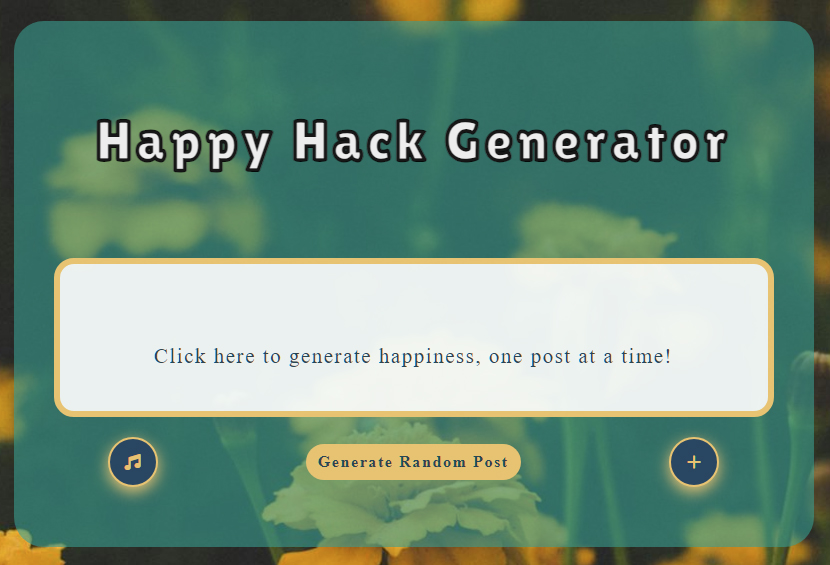 Happy Hack Generator
Click here to generate happiness, one post at a time!
Generate Random Post